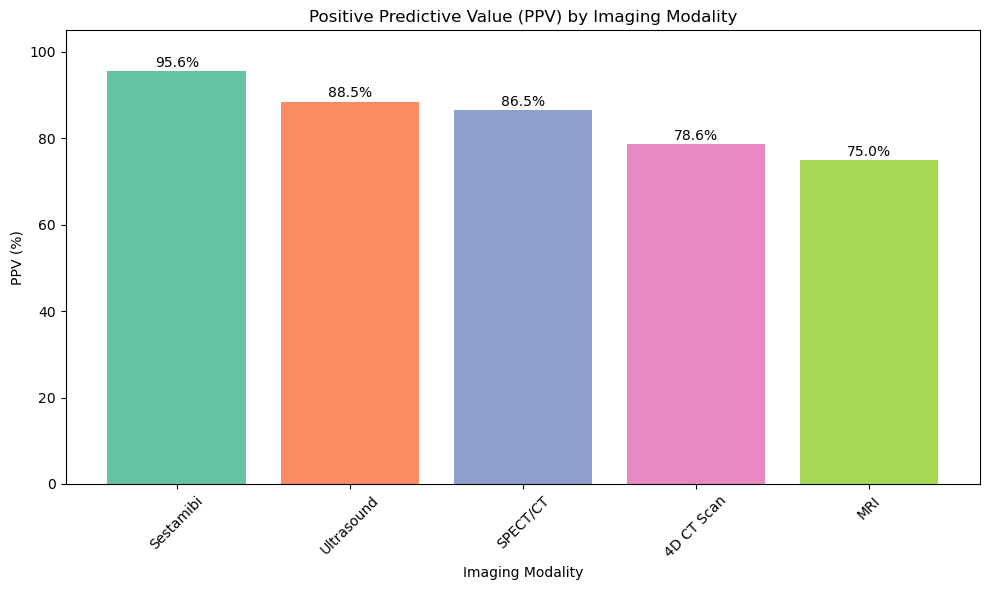 Positive Predictive Value (PPV) by Imaging Modality
PPV (%)
100
80
60
40
20
0
95.6%
88.5%
86.5%
78.6%
75.0%
Sestamibi
Ultrasound
SPECT/CT
4D CT Scan
MRI
Imaging Modality